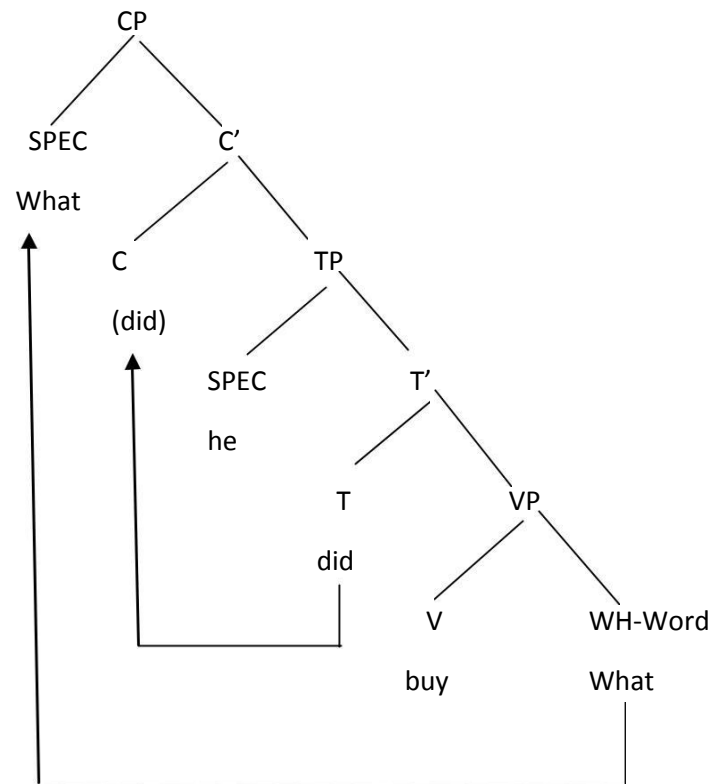 CP
SPEC C’
What
C TP
(did)
SPEC T’
he
T VP
did
V WH-Word
buy What